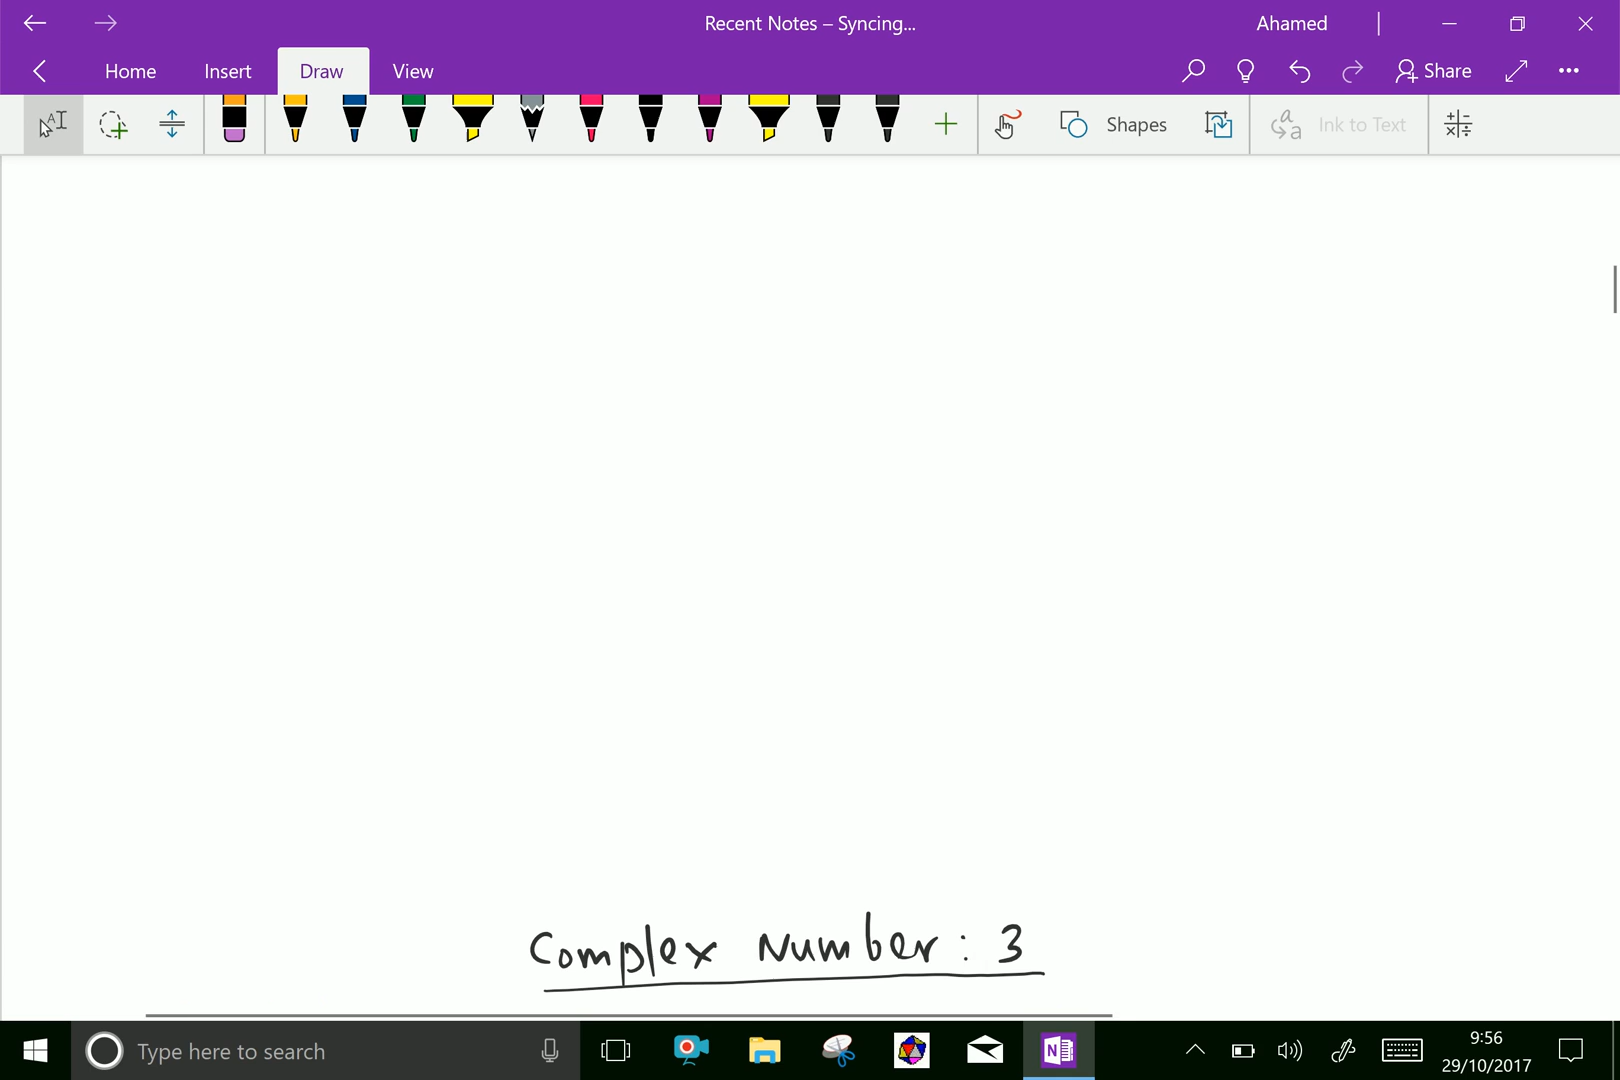 Recent Notes – Syncing...
Ahamed
Home
Insert
Draw
View
Share
Shapes
Ink to Text
Complex Number: 3
Type here to search
9:56
29/10/2017